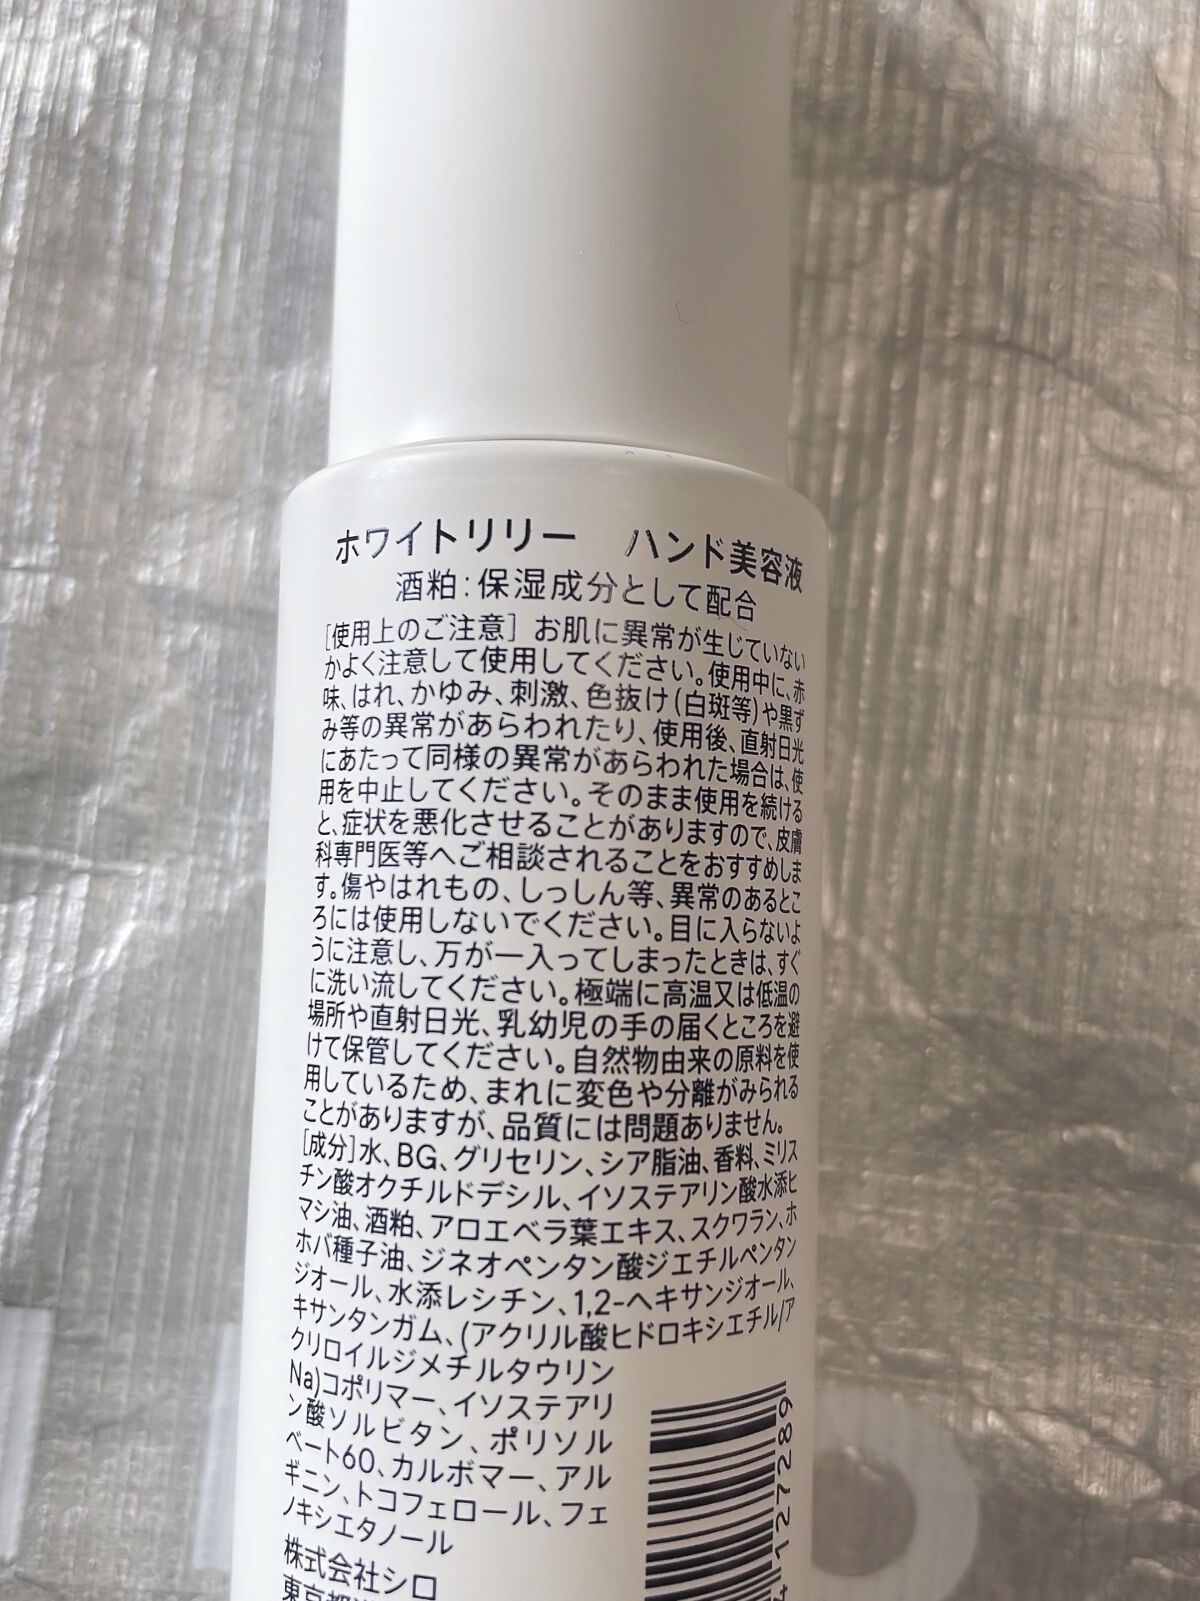 ホワイトリリー　ハンド美容液
酒粕:保湿成分として配合
[使用上のご注意] お肌に異常が生じていない
かよく注意して使用してください。使用中に、赤
味、はれ、かゆみ、刺激、色抜け(白斑等)や黒ず
み等の異常があらわれたり、使用後、直射日光
にあたって同様の異常があらわれた場合は、使
用を中止してください。そのまま使用を続ける
と、症状を悪化させることがありますので、皮膚
科専門医等へご相談されることをおすすめしま
す。傷やはれもの、しっしん等、異常のあるとこ
ろには使用しないでください。目に入らないよ
うに注意し、万が一入ってしまったときは、すぐ
に洗い流してください。極端に高温又は低温の
場所や直射日光、乳幼児の手の届くところを避
けて保管してください。自然物由来の原料を使
用しているため、まれに変色や分離がみられる
ことがありますが、品質には問題ありません。
[成分]水、BG、グリセリン、シア脂油、香料、ミリス
チン酸オクチルドデシル、イソステアリン酸水添ヒ
マシ油、酒粕、アロエベラ葉エキス、スクワラン、ホ
ホバ種子油、ジネオペンタン酸ジエチルペンタン
ジオール、水添レシチン、1,2-ヘキサンジオール、
キサンタンガム、(アクリル酸ヒドロキシエチル/ア
クリロイルジメチルタウリン
Na)コポリマー、イソステアリ
ン酸ソルビタン、ポリソル
ベート60、カルボマー、アル
ギニン、トコフェロール、フェ
ノキシエタノール
株式会社シロ
東京都
127289